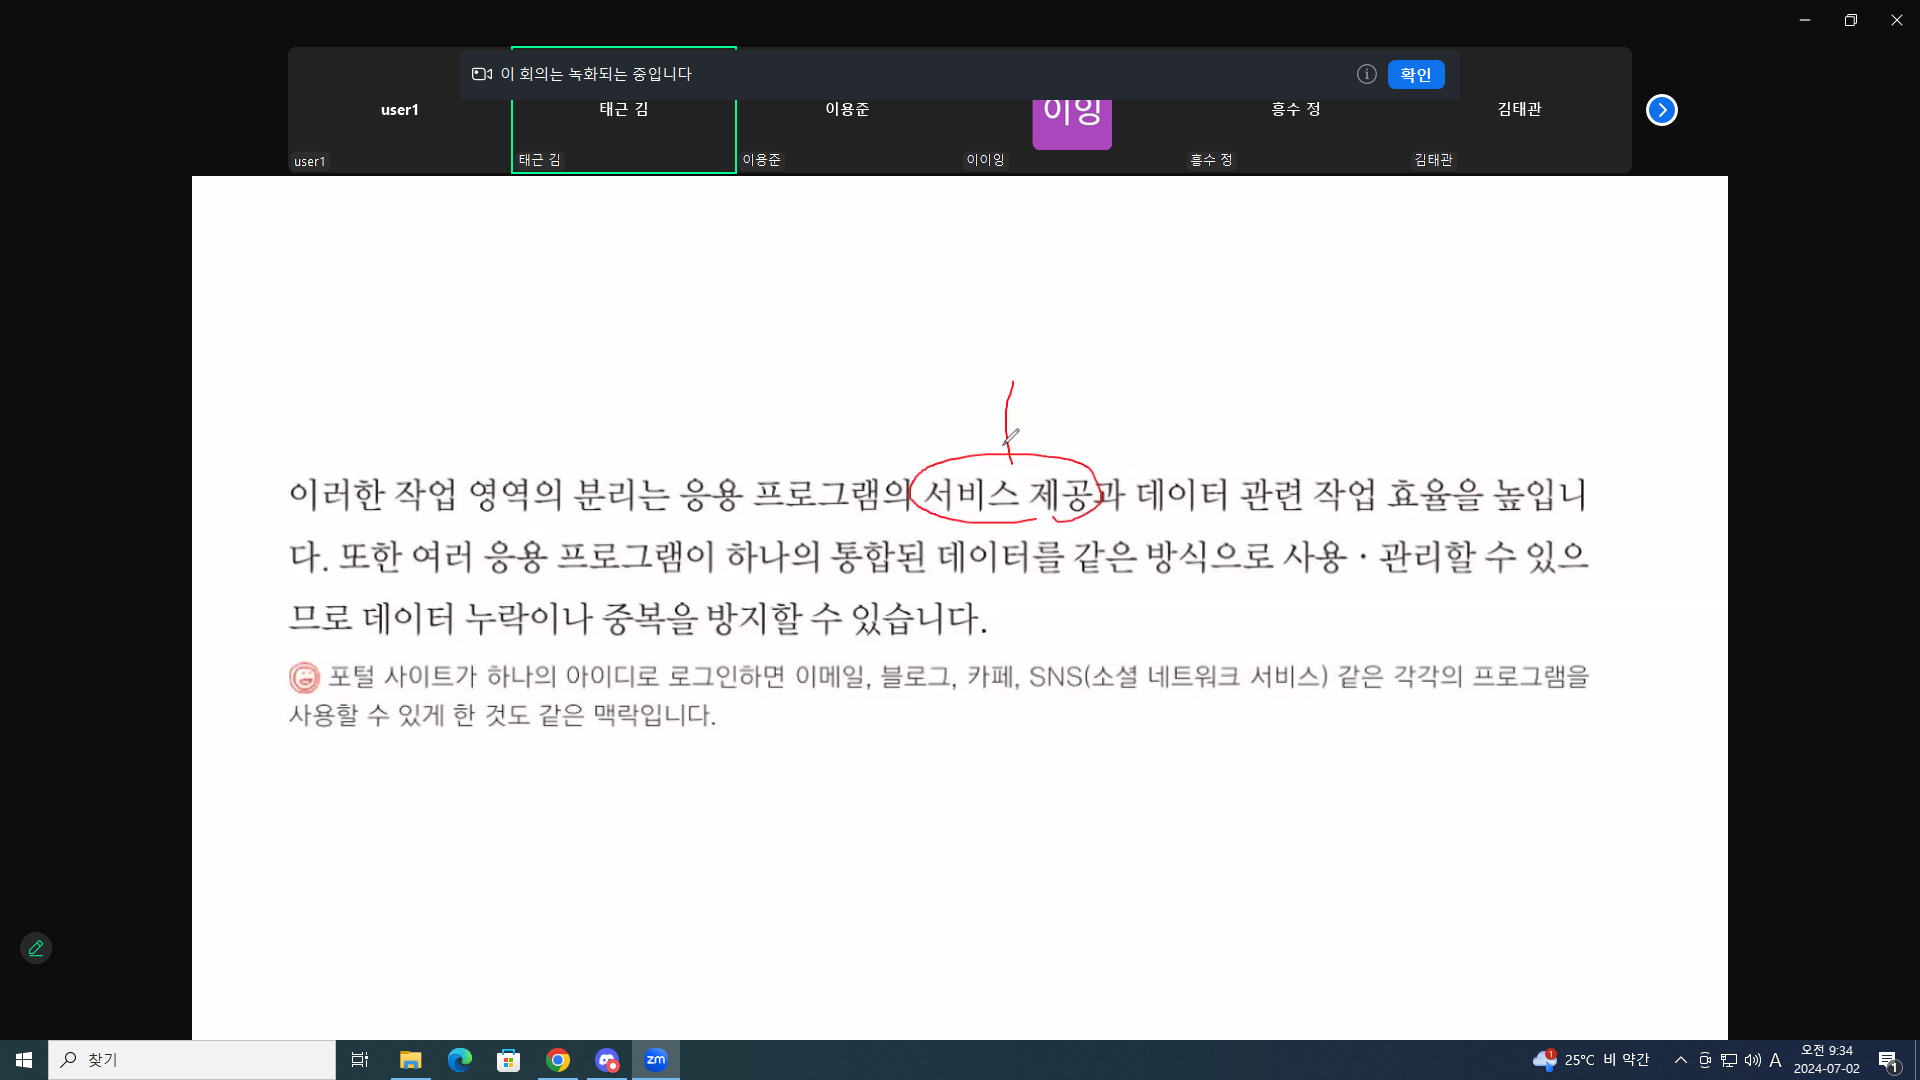 이 회의는 녹화되는 중입니다
확인
user1
태근 김
이용준
이잉
흥수 정
김태관
user1
태근 김
이용준
이이잉
흥수 정
김태관
이러한 작업 영역의 분리는 응용 프로그램의 서비스 제공과 데이터 관련 작업 효율을 높입니
다. 또한 여러 응용 프로그램이 하나의 통합된 데이터를 같은 방식으로 사용·관리할 수 있으
므로 데이터 누락이나 중복을 방지할 수 있습니다.
포털 사이트가 하나의 아이디로 로그인하면 이메일, 블로그, 카페, SNS(소셜 네트워크 서비스) 같은 각각의 프로그램을
사용할 수 있게 한 것도 같은 맥락입니다.
찾기
zm
1
25°C 비 약간
A
오전 9:34
2024-07-02
1